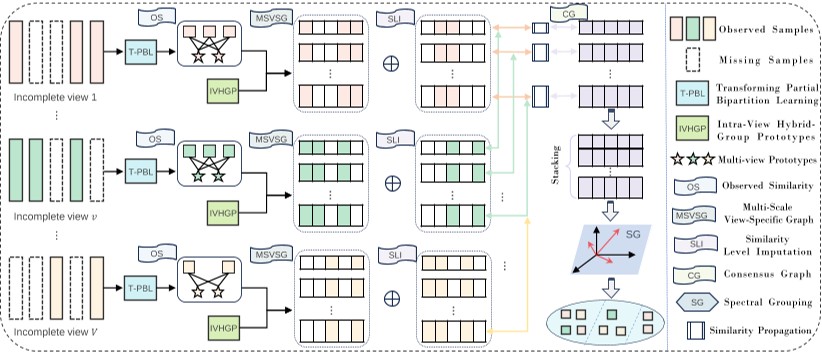 OS
MSVSG
SLI
CG
T-PBL
IVHGP
Incomplete view 1
OS
MSVSG
SLI
T-PBL
IVHGP
Incomplete view v
Stacking
OS
MSVSG
SLI
T-PBL
IVHGP
Incomplete view V
SG
Observed Samples
Missing Samples
T-PBL
Transforming Partial
Bipartition Learning
IVHGP
Intra-View Hybrid-
Group Prototypes
Multi-view Prototypes
OS
Observed Similarity
MSVSG
Multi-Scale
View-Specific Graph
SLI
Similarity
Level Imputation
CG
Consensus Graph
SG
Spectral Grouping
Similarity Propagation